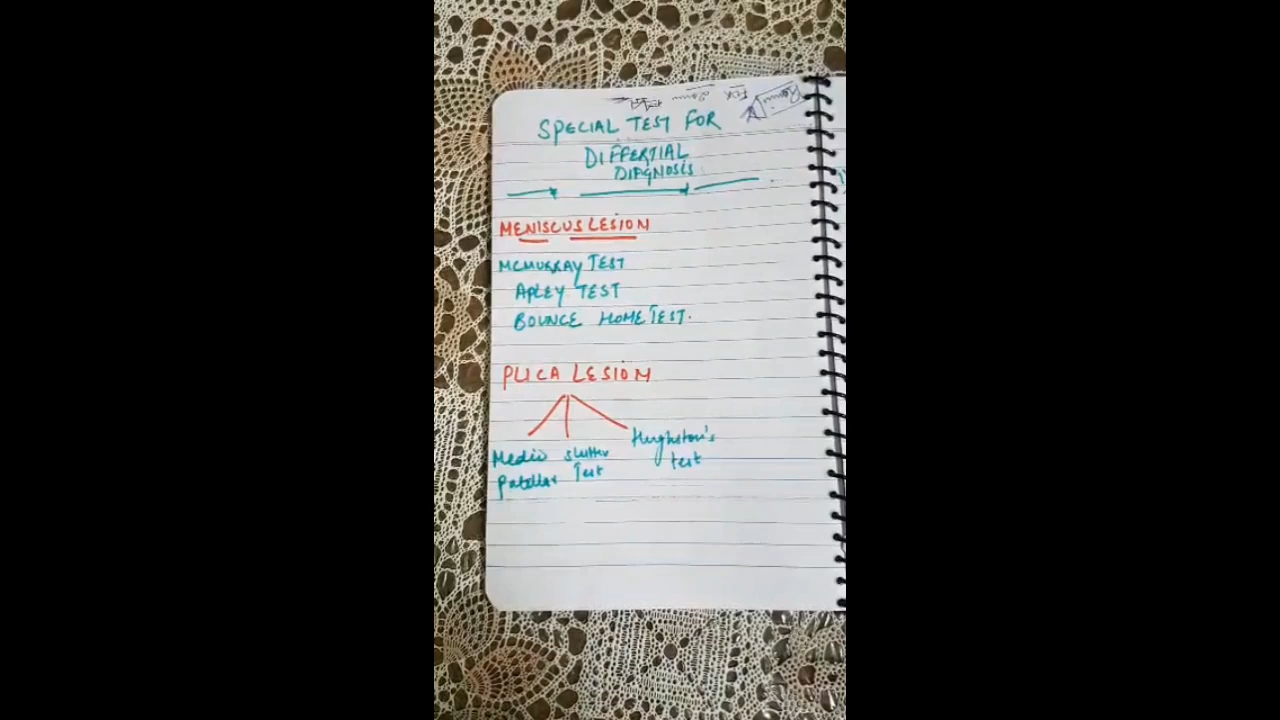 SPECIAL TEST FOR
DIFFERTIAL
DIAGNOSIS
MENISCUS LESION
MCMURRAY TEST
APLEY TEST
BOUNCE HOME TEST.
PLICA LESION
Medio patellar
stutter Test
Hughston's test